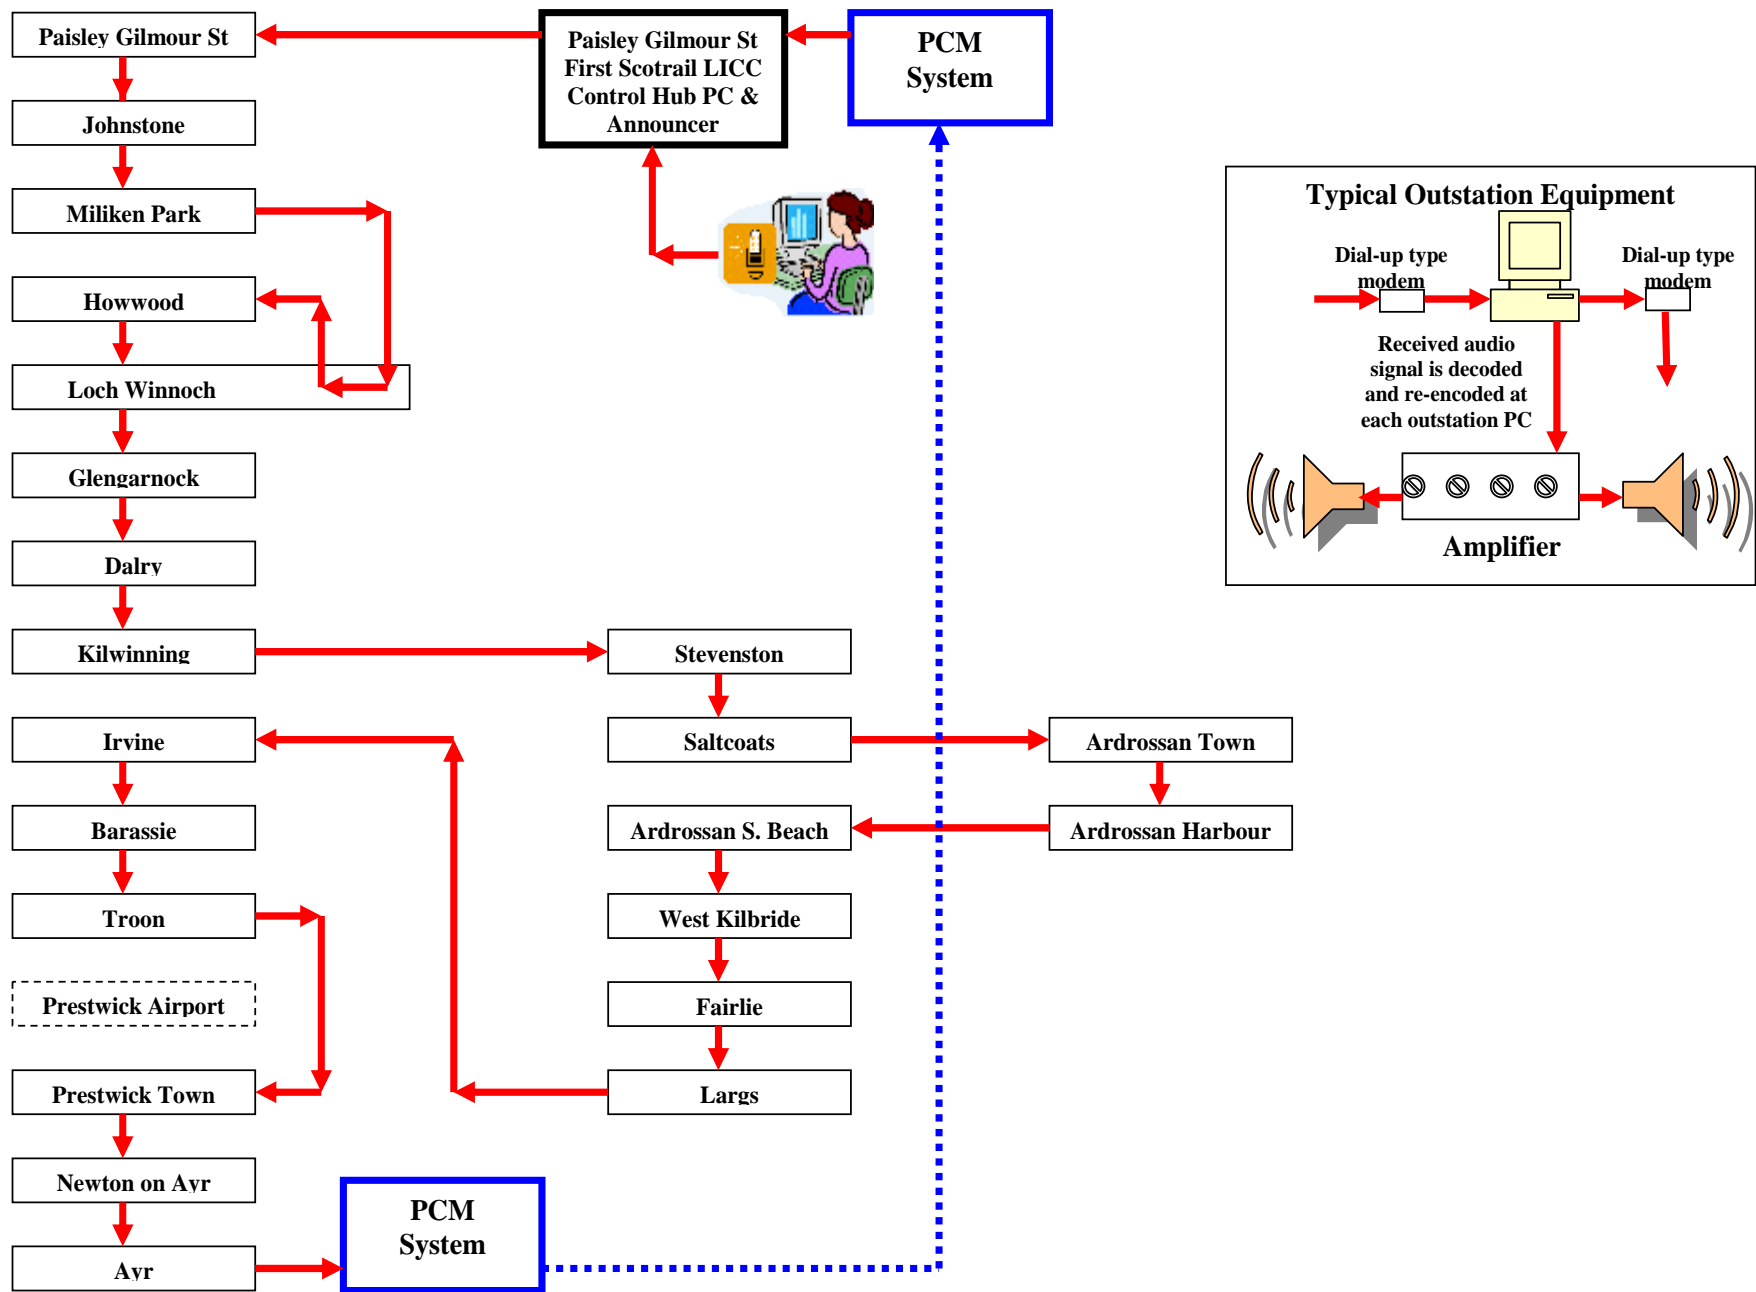 Paisley Gilmour St
Paisley Gilmour St
First Scotrail LICC
Control Hub PC &
Announcer
PCM
System
Johnstone
Miliken Park
Howwood
Loch Winnoch
Glengarnock
Dalry
Kilwinning
Stevenston
Saltcoats
Ardrossan Town
Ardrossan Harbour
Ardrossan S. Beach
West Kilbride
Fairlie
Largs
Irvine
Barassie
Troon
Prestwick Airport
Prestwick Town
Newton on Ayr
Ayr
PCM
System
Typical Outstation Equipment
Dial-up type
modem
Dial-up type
modem
Received audio
signal is decoded
and re-encoded at
each outstation PC
Amplifier